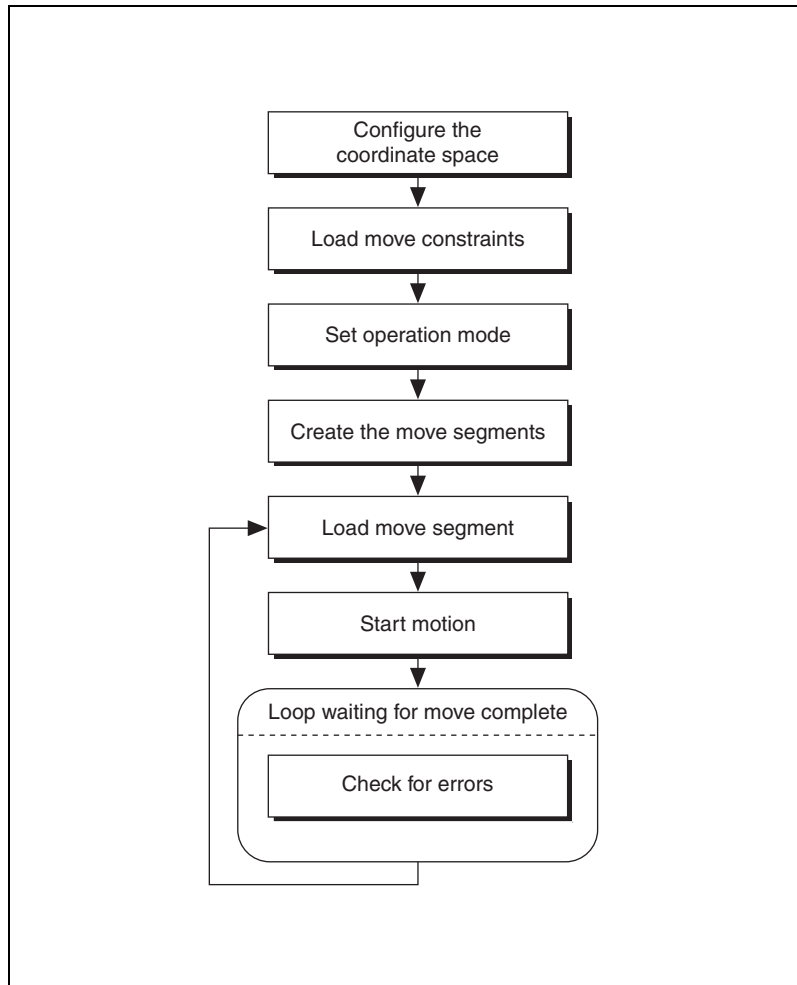 Configure the
coordinate space
Load move constraints
Set operation mode
Create the move segments
Load move segment
Start motion
Loop waiting for move complete
Check for errors